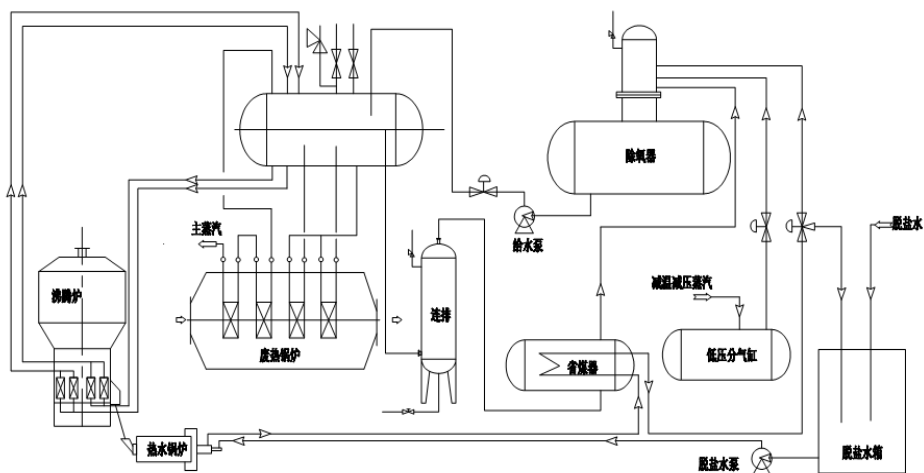 除氧器
主蒸汽
给水泵
脱盐水
沸腾炉
减温减压蒸汽
连排
废热锅炉
省煤器
低压分气缸
热水锅炉
脱盐水泵
脱盐水箱